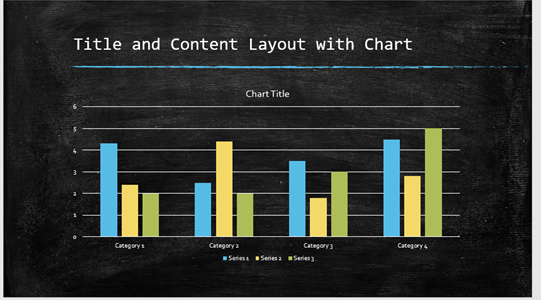 Title and Content Layout with Chart
Chart Title
6
5
4
3
2
1
0
Category 1 Category 2 Category 3 Category 4
Series 1 Series 2 Series 3